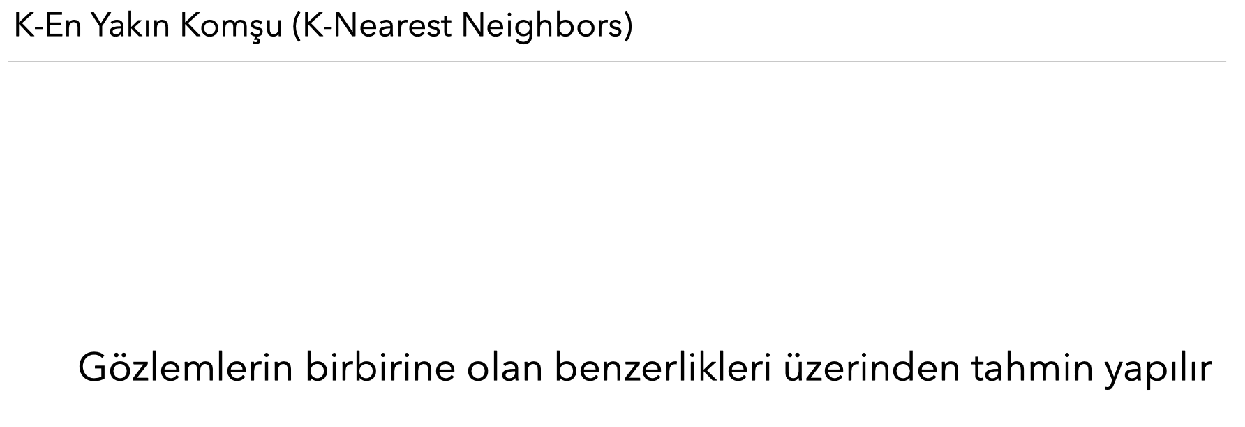 K-En Yakın Komşu (K-Nearest Neighbors)
Gözlemlerin birbirine olan benzerlikleri üzerinden tahmin yapılır